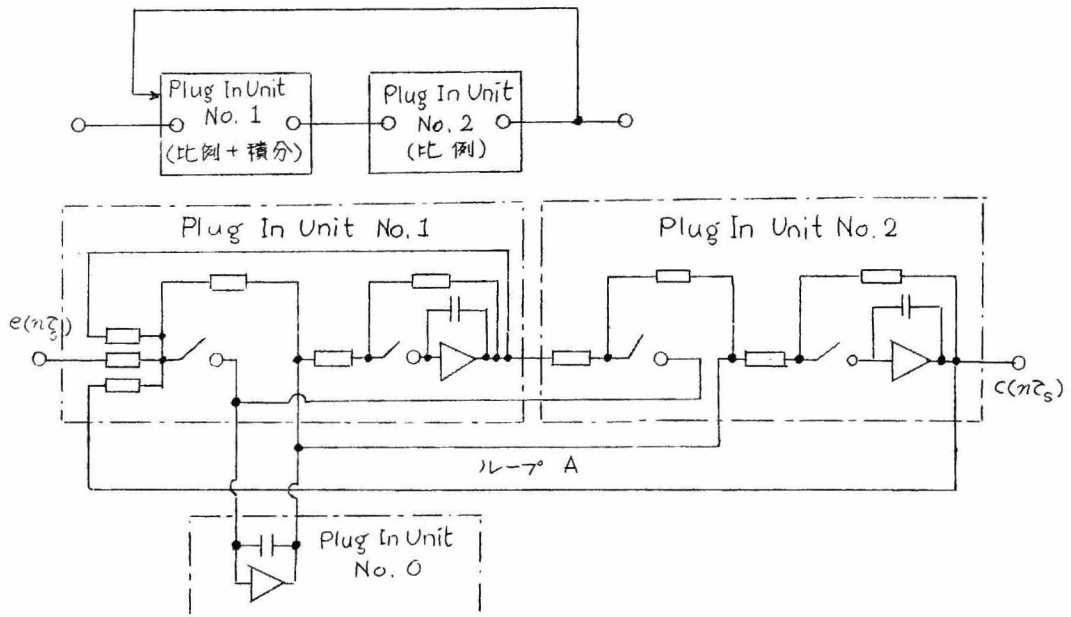 Plug In Unit
No. 1
(比例+積分)
Plug In Unit
No. 2
(比例)
Plug In Unit No. 1
Plug In Unit No. 2
e(nτs)
c(nτs)
ループ A
Plug In Unit
No. 0